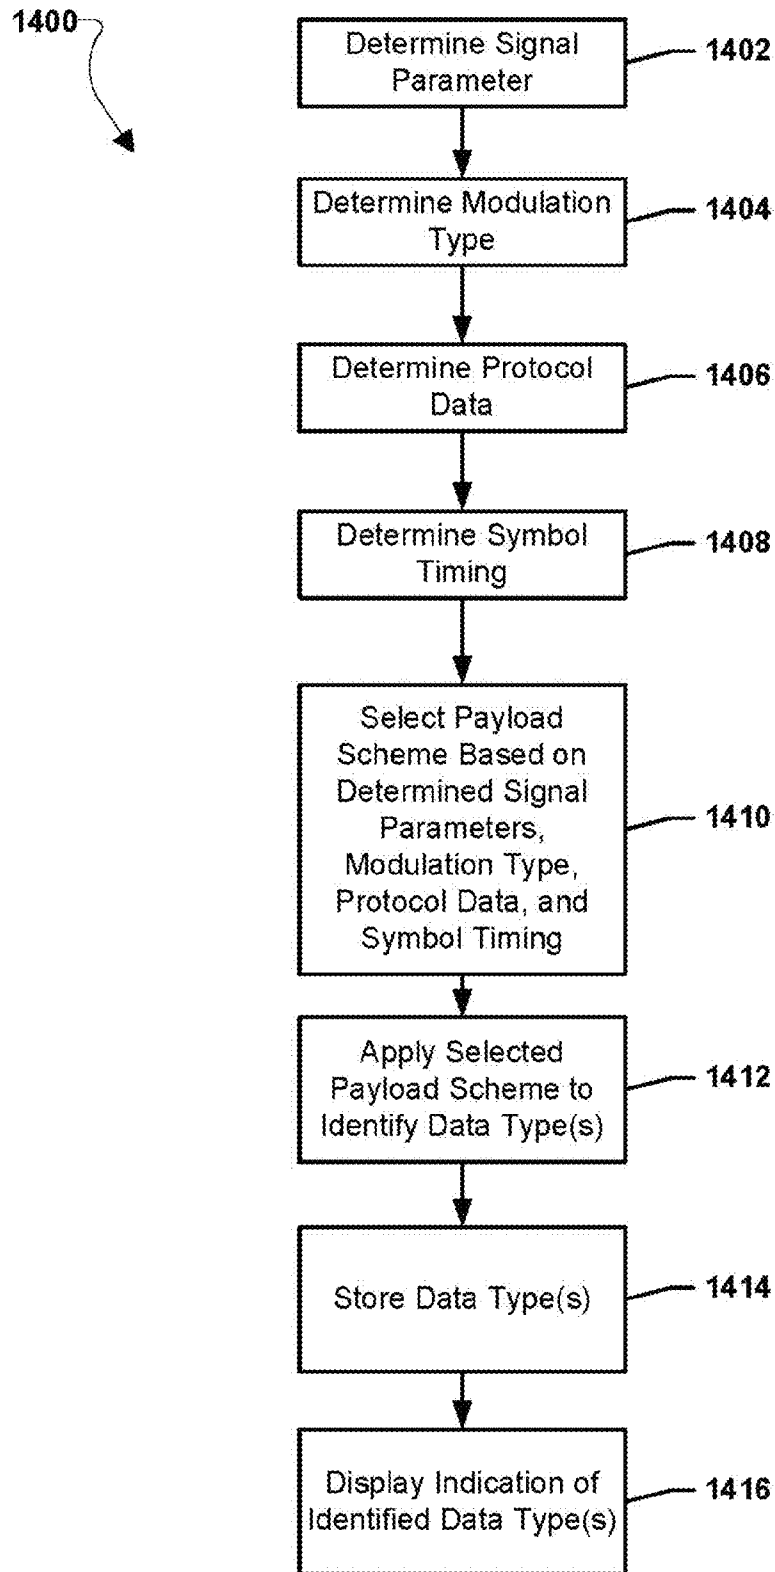 1400
Determine Signal
Parameter
1402
Determine Modulation
Type
1404
Determine Protocol
Data
1406
Determine Symbol
Timing
1408
Select Payload
Scheme Based on
Determined Signal
Parameters,
Modulation Type,
Protocol Data, and
Symbol Timing
1410
Apply Selected
Payload Scheme to
Identify Data Type(s)
1412
Store Data Type(s)
1414
Display Indication of
Identified Data Type(s)
1416